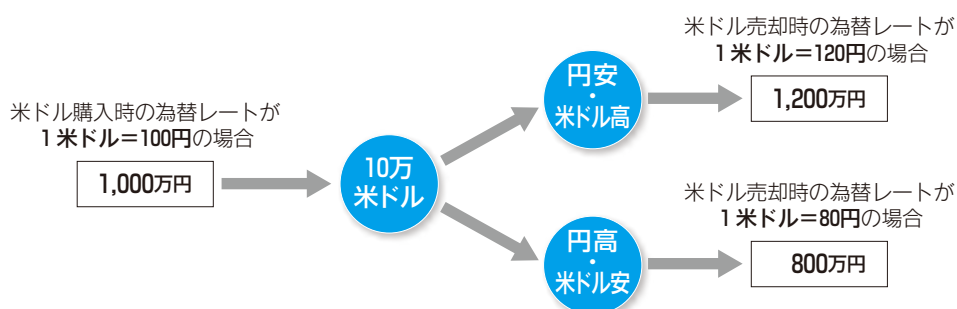 米ドル購入時の為替レートが
1米ドル＝100円の場合
1,000万円
10万
米ドル
円安
・
米ドル高
米ドル売却時の為替レートが
1米ドル＝120円の場合
1,200万円
円高
・
米ドル安
米ドル売却時の為替レートが
1米ドル＝80円の場合
800万円